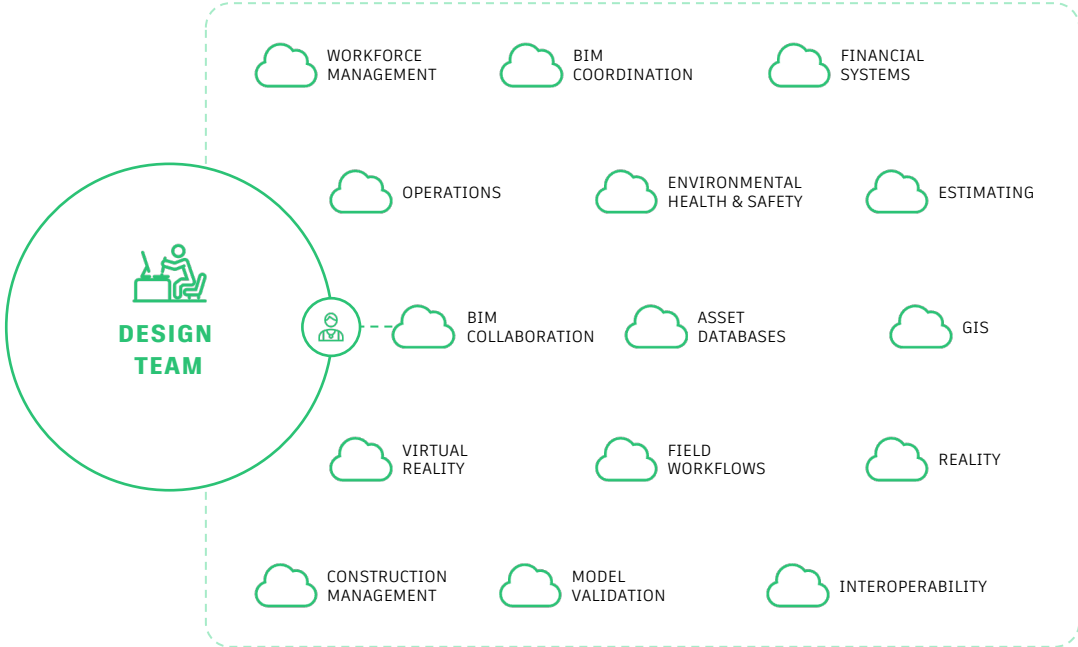 WORKFORCE
MANAGEMENT
BIM
COORDINATION
FINANCIAL
SYSTEMS
OPERATIONS
ENVIRONMENTAL
HEALTH & SAFETY
ESTIMATING
DESIGN
TEAM
BIM
COLLABORATION
ASSET
DATABASES
GIS
VIRTUAL
REALITY
FIELD
WORKFLOWS
REALITY
CONSTRUCTION
MANAGEMENT
MODEL
VALIDATION
INTEROPERABILITY